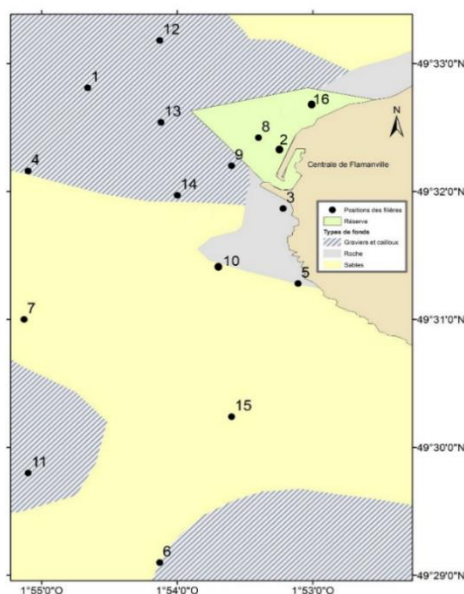 12
49°33'0"N
1
16
13
N
8
2
Centrale de Flamanville
4
9
49°32'0"N
14
3
Positions des filières
Réserve
Types de fonds
Graviers et cailloux
Roche
Sables
10
5
7
49°31'0"N
15
49°30'0"N
11
6
49°29'0"N
1°55'0"O
1°54'0"O
1°53'0"O